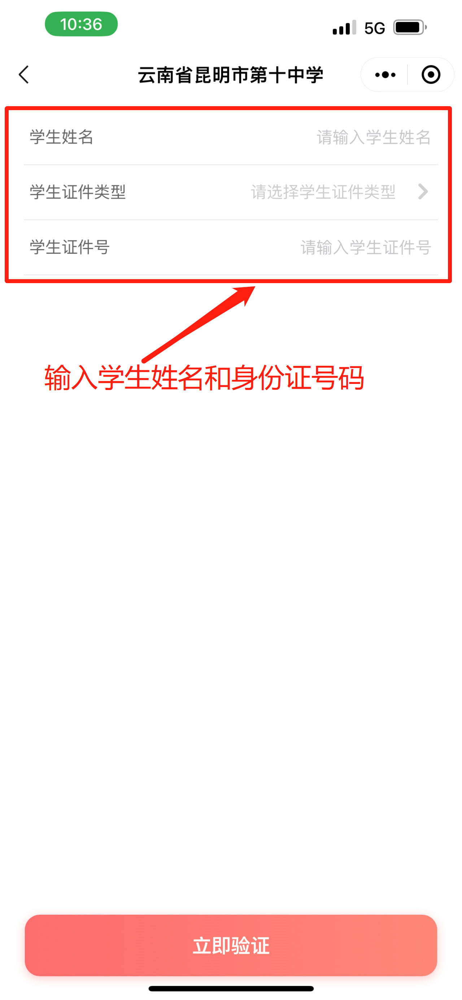 10:36
5G
云南省昆明市第十中学
学生姓名 请输入学生姓名
学生证件类型 请选择学生证件类型
学生证件号 请输入学生证件号
输入学生姓名和身份证号码
立即验证